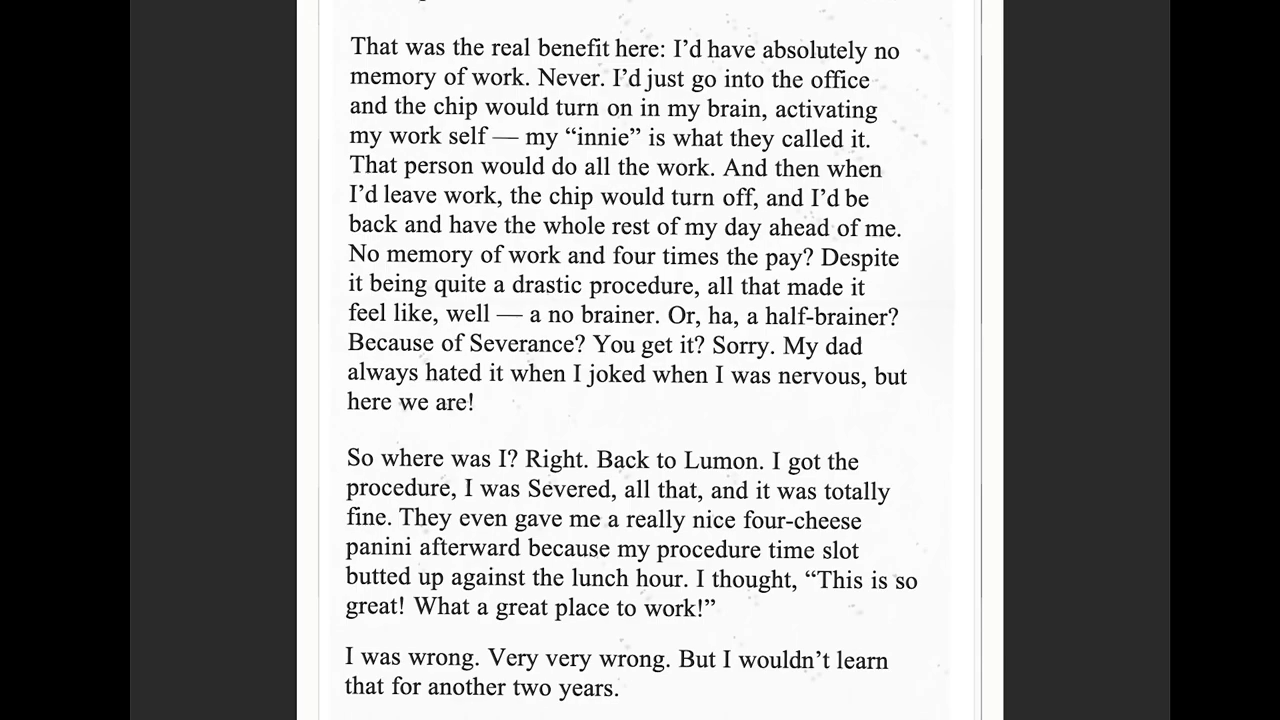 That was the real benefit here: I’d have absolutely no
memory of work. Never. I’d just go into the office
and the chip would turn on in my brain, activating
my work self — my “innie” is what they called it.
That person would do all the work. And then when
I’d leave work, the chip would turn off, and I’d be
back and have the whole rest of my day ahead of me.
No memory of work and four times the pay? Despite
it being quite a drastic procedure, all that made it
feel like, well — a no brainer. Or, ha, a half-brainer?
Because of Severance? You get it? Sorry. My dad
always hated it when I joked when I was nervous, but
here we are!
So where was I? Right. Back to Lumon. I got the
procedure, I was Severed, all that, and it was totally
fine. They even gave me a really nice four-cheese
panini afterward because my procedure time slot
butted up against the lunch hour. I thought, “This is so
great! What a great place to work!”
I was wrong. Very very wrong. But I wouldn’t learn
that for another two years.